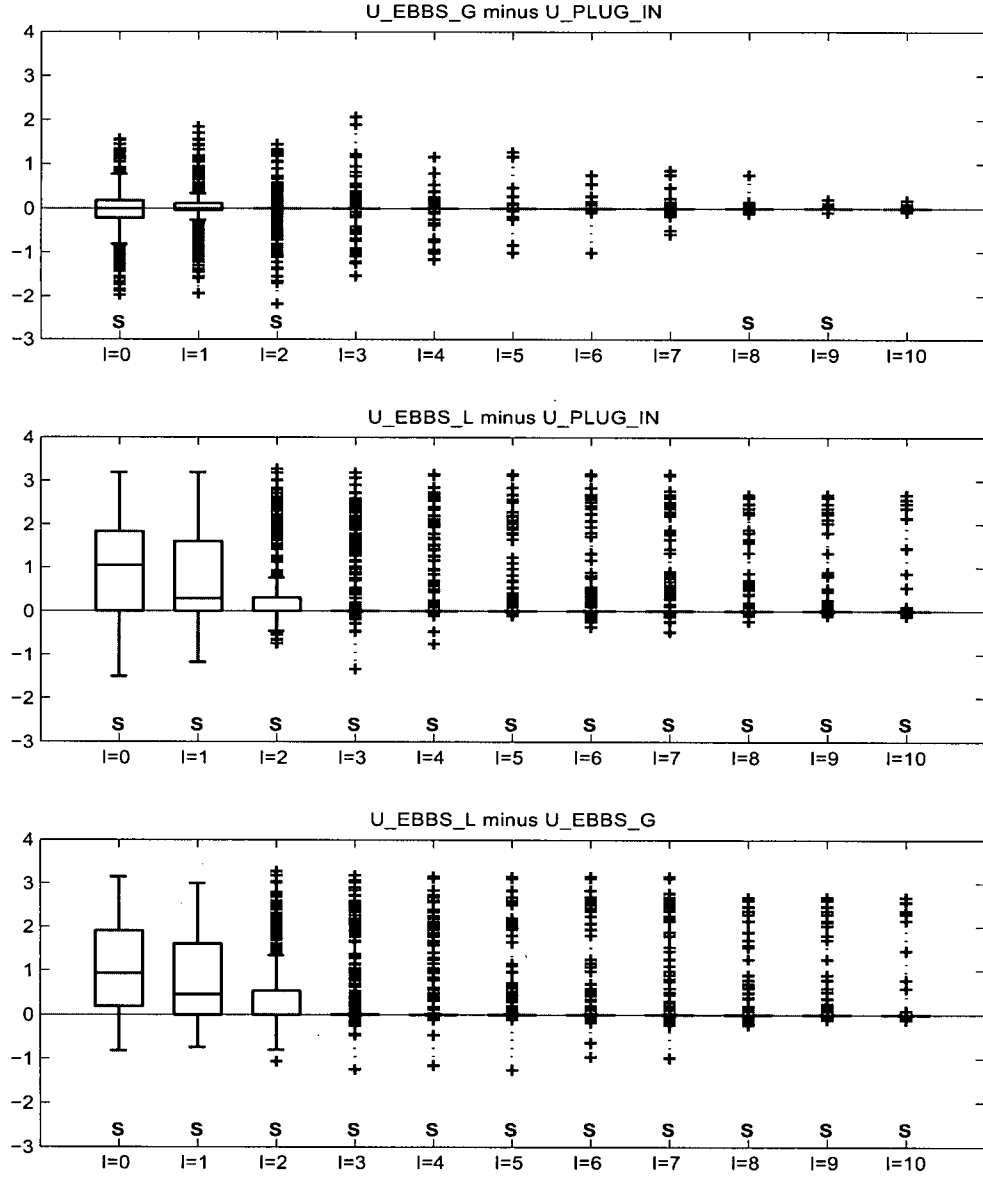 U_EBBS_G minus U_PLUG_IN
4
3
2
1
0
−1
−2
−3
S S S S
l=0 l=1 l=2 l=3 l=4 l=5 l=6 l=7 l=8 l=9 l=10
U_EBBS_L minus U_PLUG_IN
4
3
2
1
0
−1
−2
−3
S S S S S S S S S S S
l=0 l=1 l=2 l=3 l=4 l=5 l=6 l=7 l=8 l=9 l=10
U_EBBS_L minus U_EBBS_G
4
3
2
1
0
−1
−2
−3
S S S S S S S S S S S
l=0 l=1 l=2 l=3 l=4 l=5 l=6 l=7 l=8 l=9 l=10